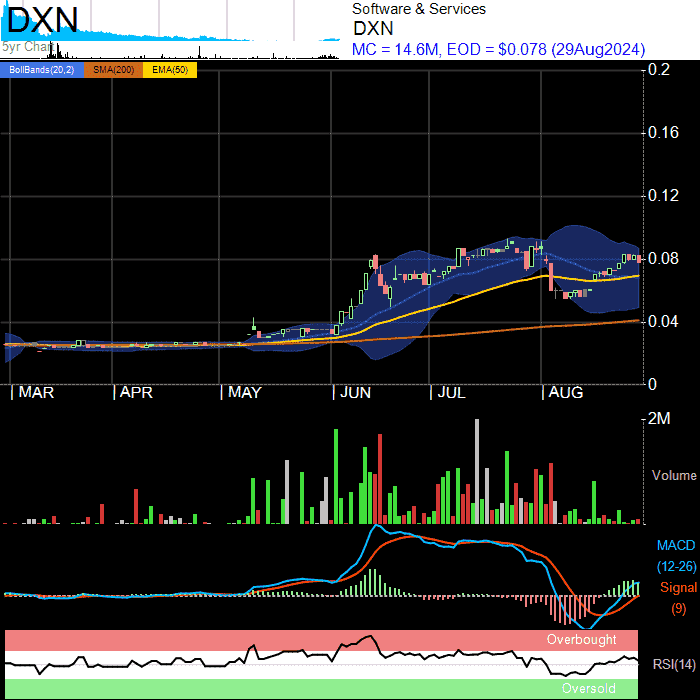 DXN
5yr Chart
Software & Services
DXN
MC = 14.6M, EOD = $0.078 (29Aug2024)
BollBands(20,2) SMA(200) EMA(50)
0.2
0.16
0.12
0.08
0.04
0
MAR APR MAY JUN JUL AUG
2M
Volume
MACD
(12-26)
Signal
(9)
Overbought
RSI(14)
Oversold